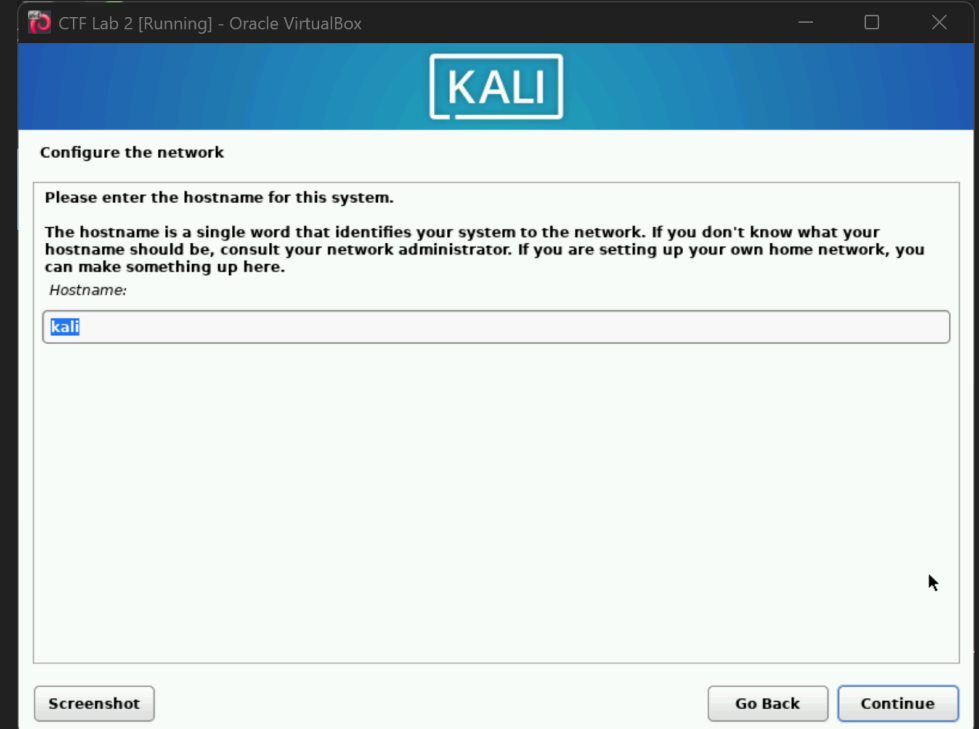 CTF Lab 2 [Running] - Oracle VirtualBox
KALI
Configure the network
Please enter the hostname for this system.
The hostname is a single word that identifies your system to the network. If you don't know what your
hostname should be, consult your network administrator. If you are setting up your own home network, you
can make something up here.
Hostname:
kali
Screenshot
Go Back
Continue